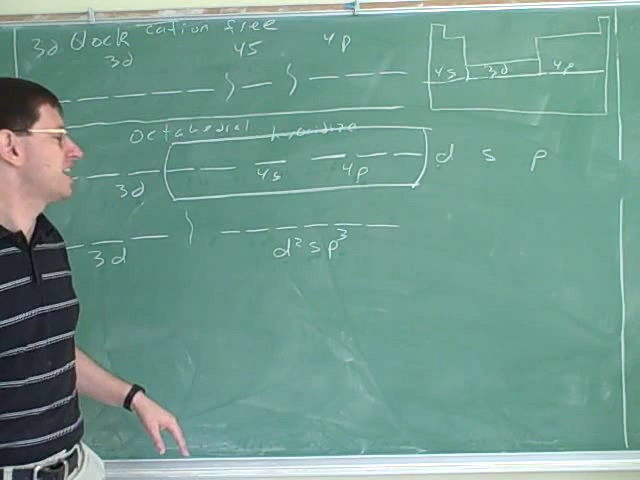 3d block cation free
3d 4s 4p
4s 3d 4p
octahedral hybridize
3d 4s 4p
d s p
3d d²sp³